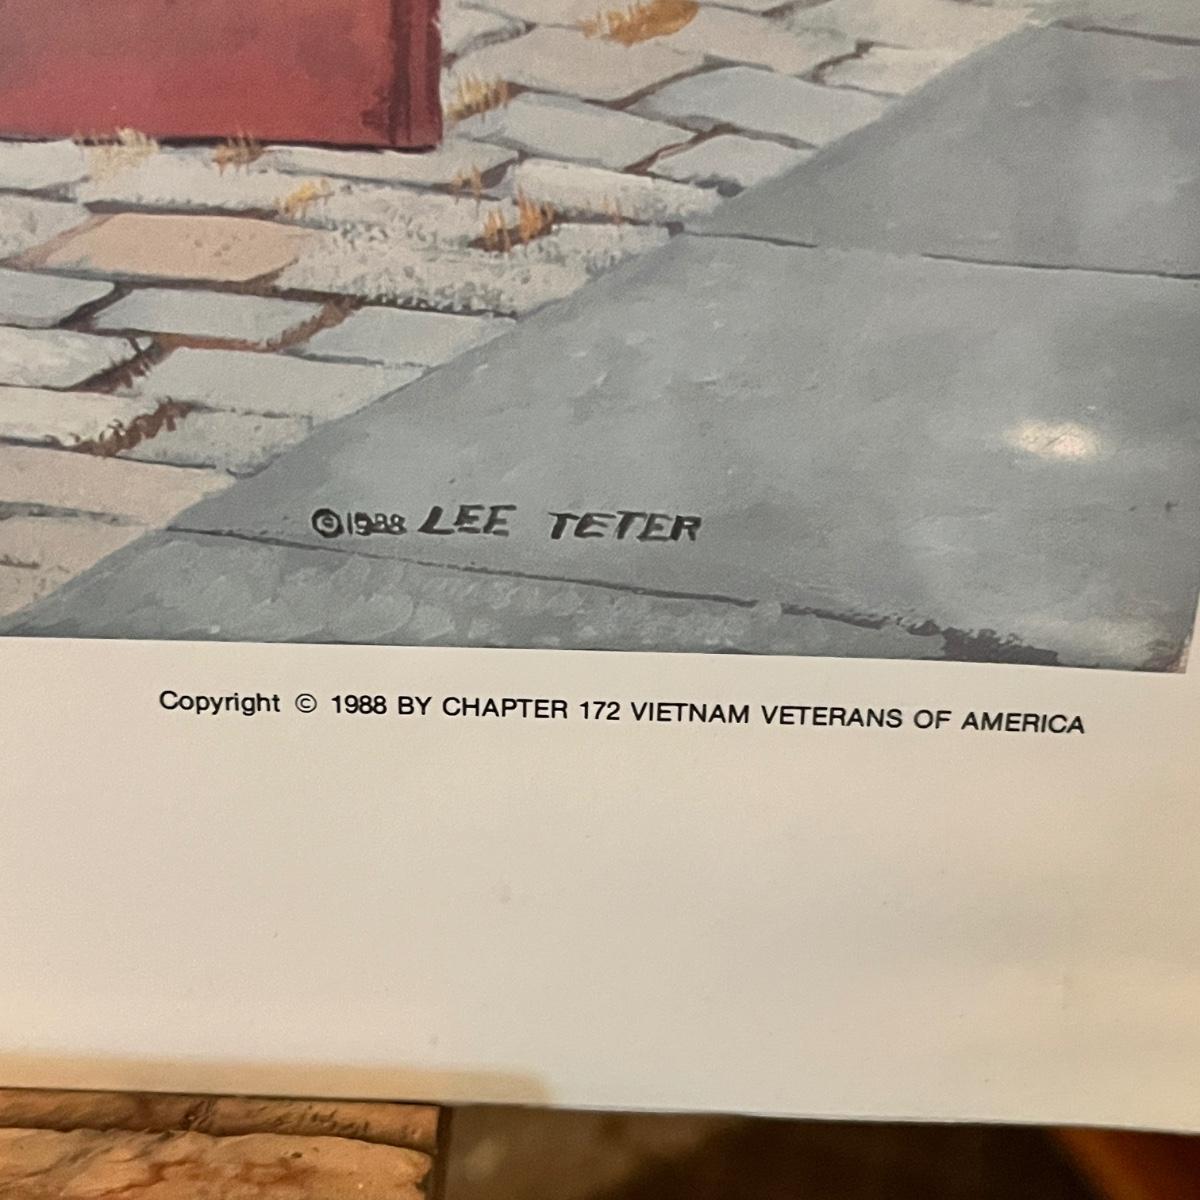 ©1988 LEE TETER
Copyright © 1988 BY CHAPTER 172 VIETNAM VETERANS OF AMERICA